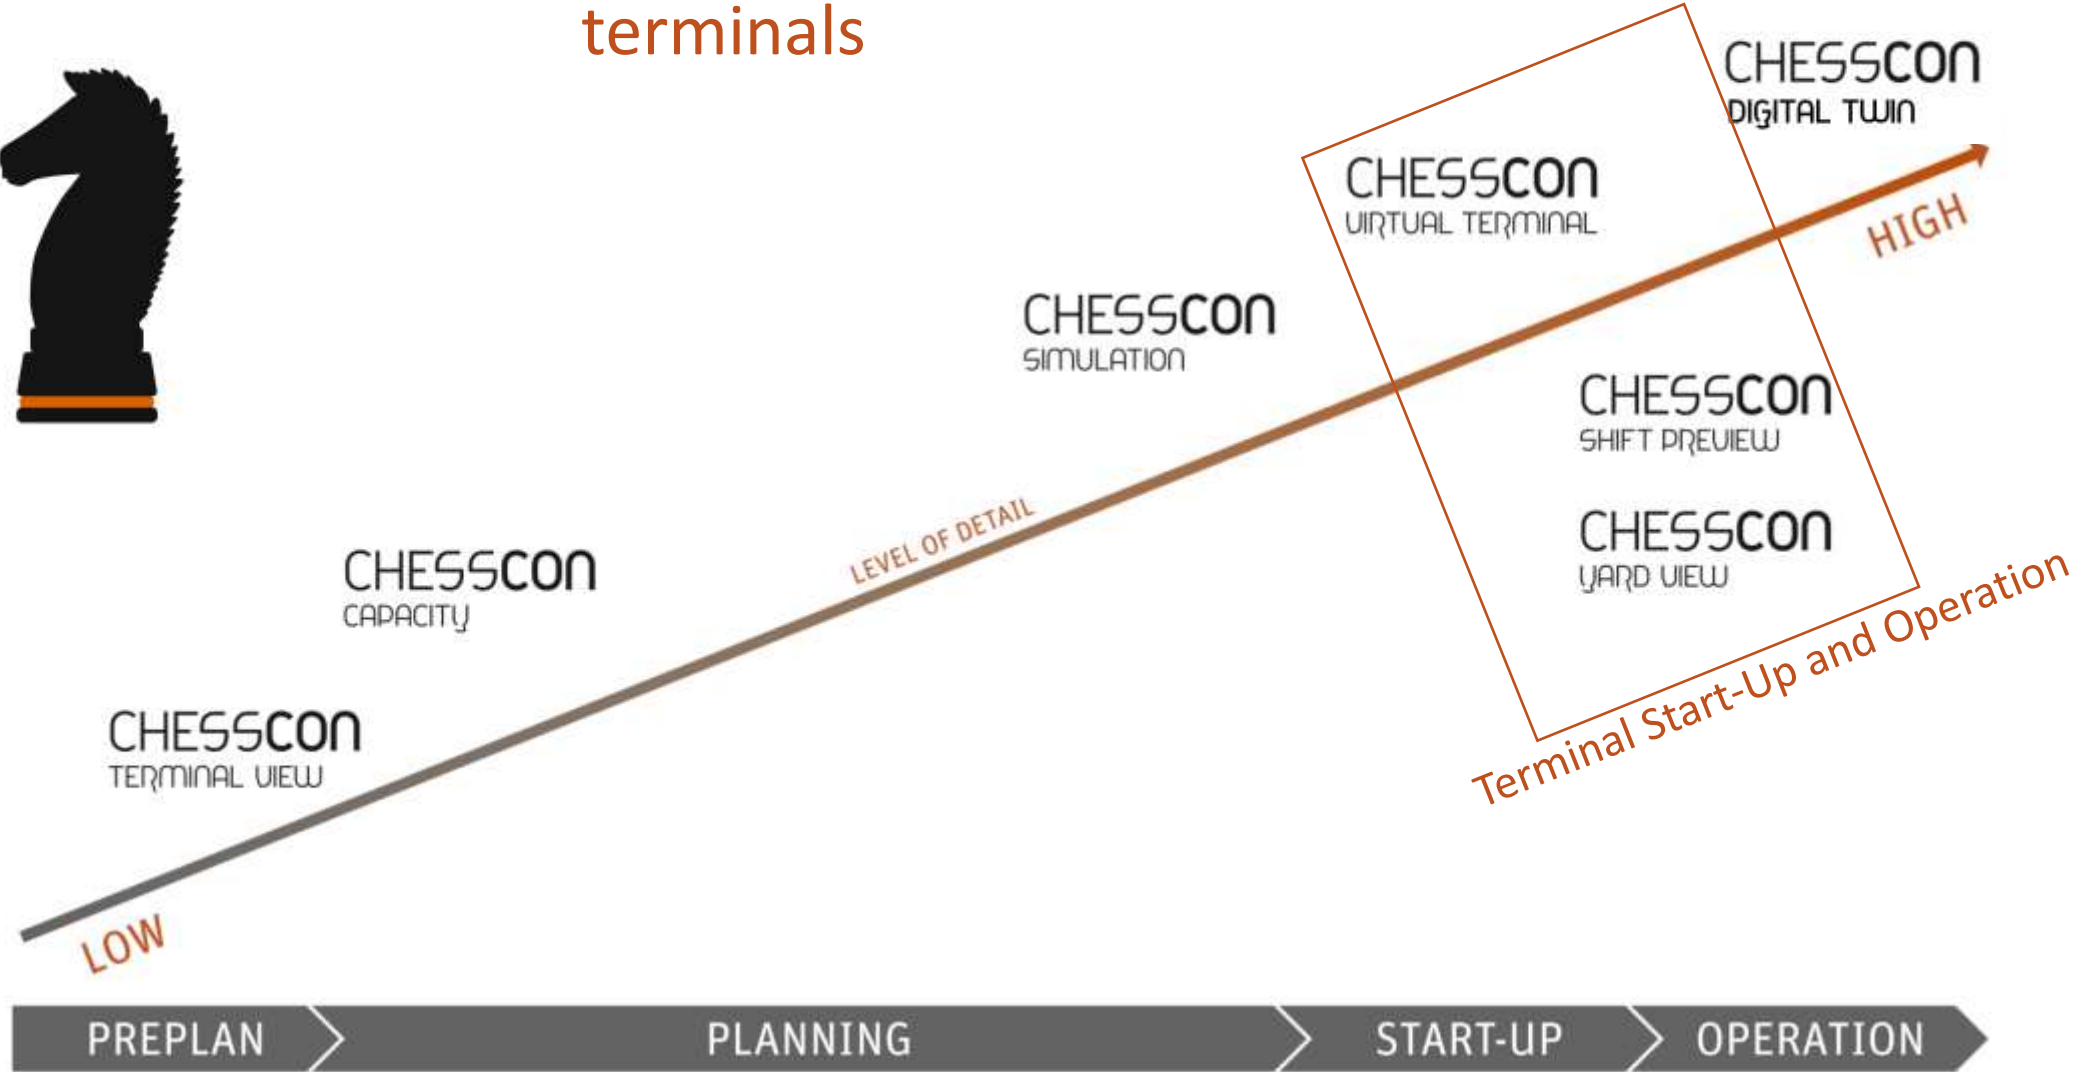 terminals
CHESSCON
DIGITAL TWIN
CHESSCON
VIRTUAL TERMINAL
HIGH
CHESSCON
SIMULATION
CHESSCON
SHIFT PREVIEW
CHESSCON
YARD VIEW
LEVEL OF DETAIL
CHESSCON
CAPACITY
Terminal Start-Up and Operation
CHESSCON
TERMINAL VIEW
LOW
PREPLAN
PLANNING
START-UP
OPERATION